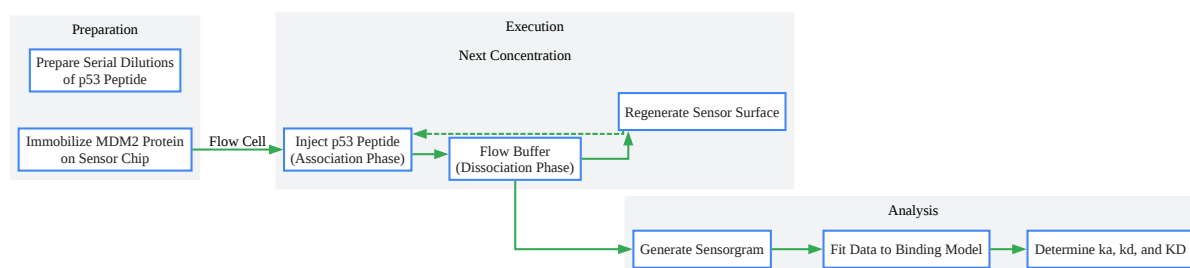 Preparation
Prepare Serial Dilutions
of p53 Peptide
Immobilize MDM2 Protein
on Sensor Chip
Flow Cell
Execution
Next Concentration
Inject p53 Peptide
(Association Phase)
Flow Buffer
(Dissociation Phase)
Regenerate Sensor Surface
Analysis
Generate Sensorgram
Fit Data to Binding Model
Determine ka, kd, and KD